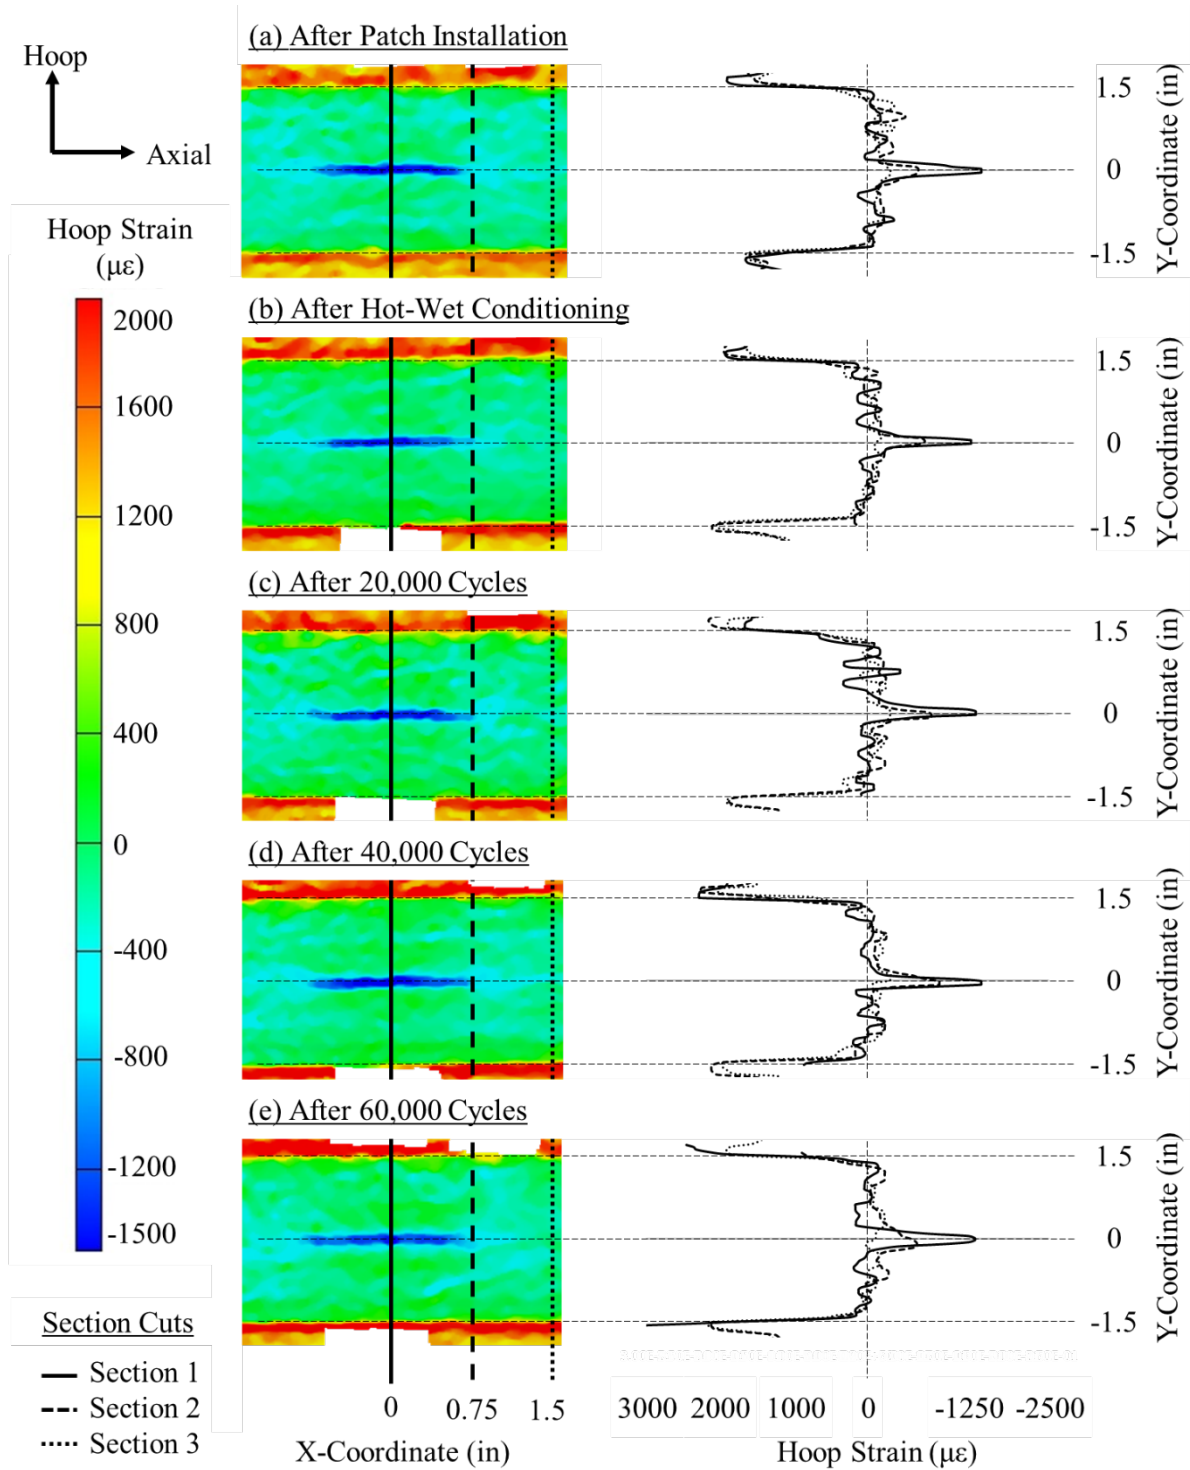 (a) After Patch Installation
Hoop
Axial
Hoop Strain
(με)
2000
1600
1200
800
400
0
-400
-800
-1200
-1500
1.5
0
-1.5
Y-Coordinate (in)
(b) After Hot-Wet Conditioning
1.5
0
-1.5
Y-Coordinate (in)
(c) After 20,000 Cycles
1.5
0
-1.5
Y-Coordinate (in)
(d) After 40,000 Cycles
1.5
0
-1.5
Y-Coordinate (in)
(e) After 60,000 Cycles
1.5
0
-1.5
Y-Coordinate (in)
Section Cuts
Section 1
Section 2
Section 3
0 0.75 1.5
X-Coordinate (in)
3000 2000 1000 0 -1250 -2500
Hoop Strain (με)